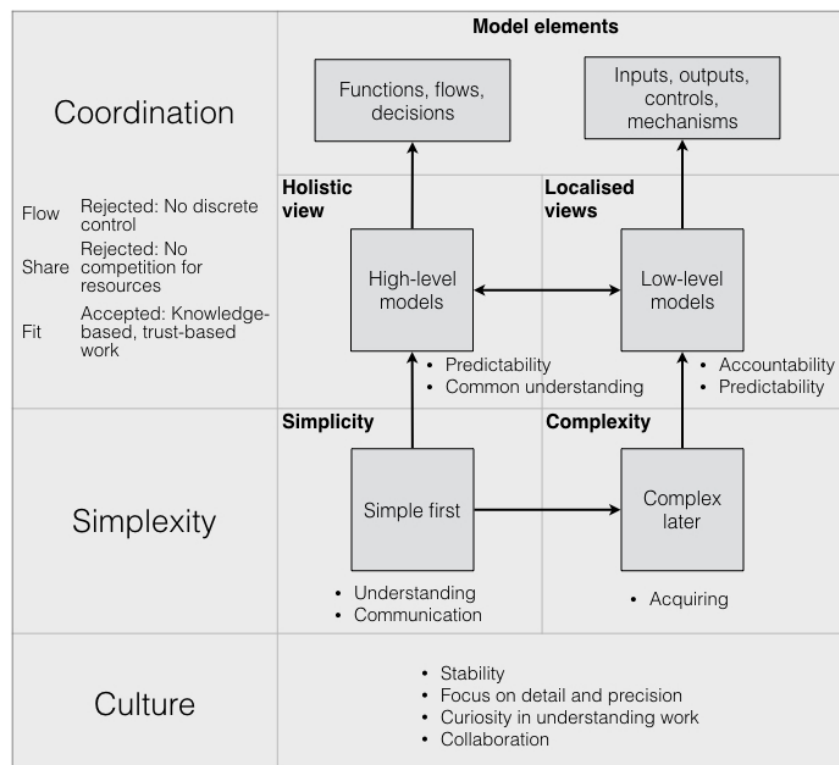 Model elements
Coordination
Functions, flows,
decisions
Inputs, outputs,
controls,
mechanisms
Flow
Rejected: No discrete
control
Share
Rejected: No
competition for
resources
Fit
Accepted: Knowledge-
based, trust-based
work
Holistic
view
Localised
views
High-level
models
Low-level
models
• Predictability
• Common understanding
• Accountability
• Predictability
Simplexity
Simplicity
Complexity
Simple first
Complex
later
• Understanding
• Communication
• Acquiring
Culture
• Stability
• Focus on detail and precision
• Curiosity in understanding work
• Collaboration